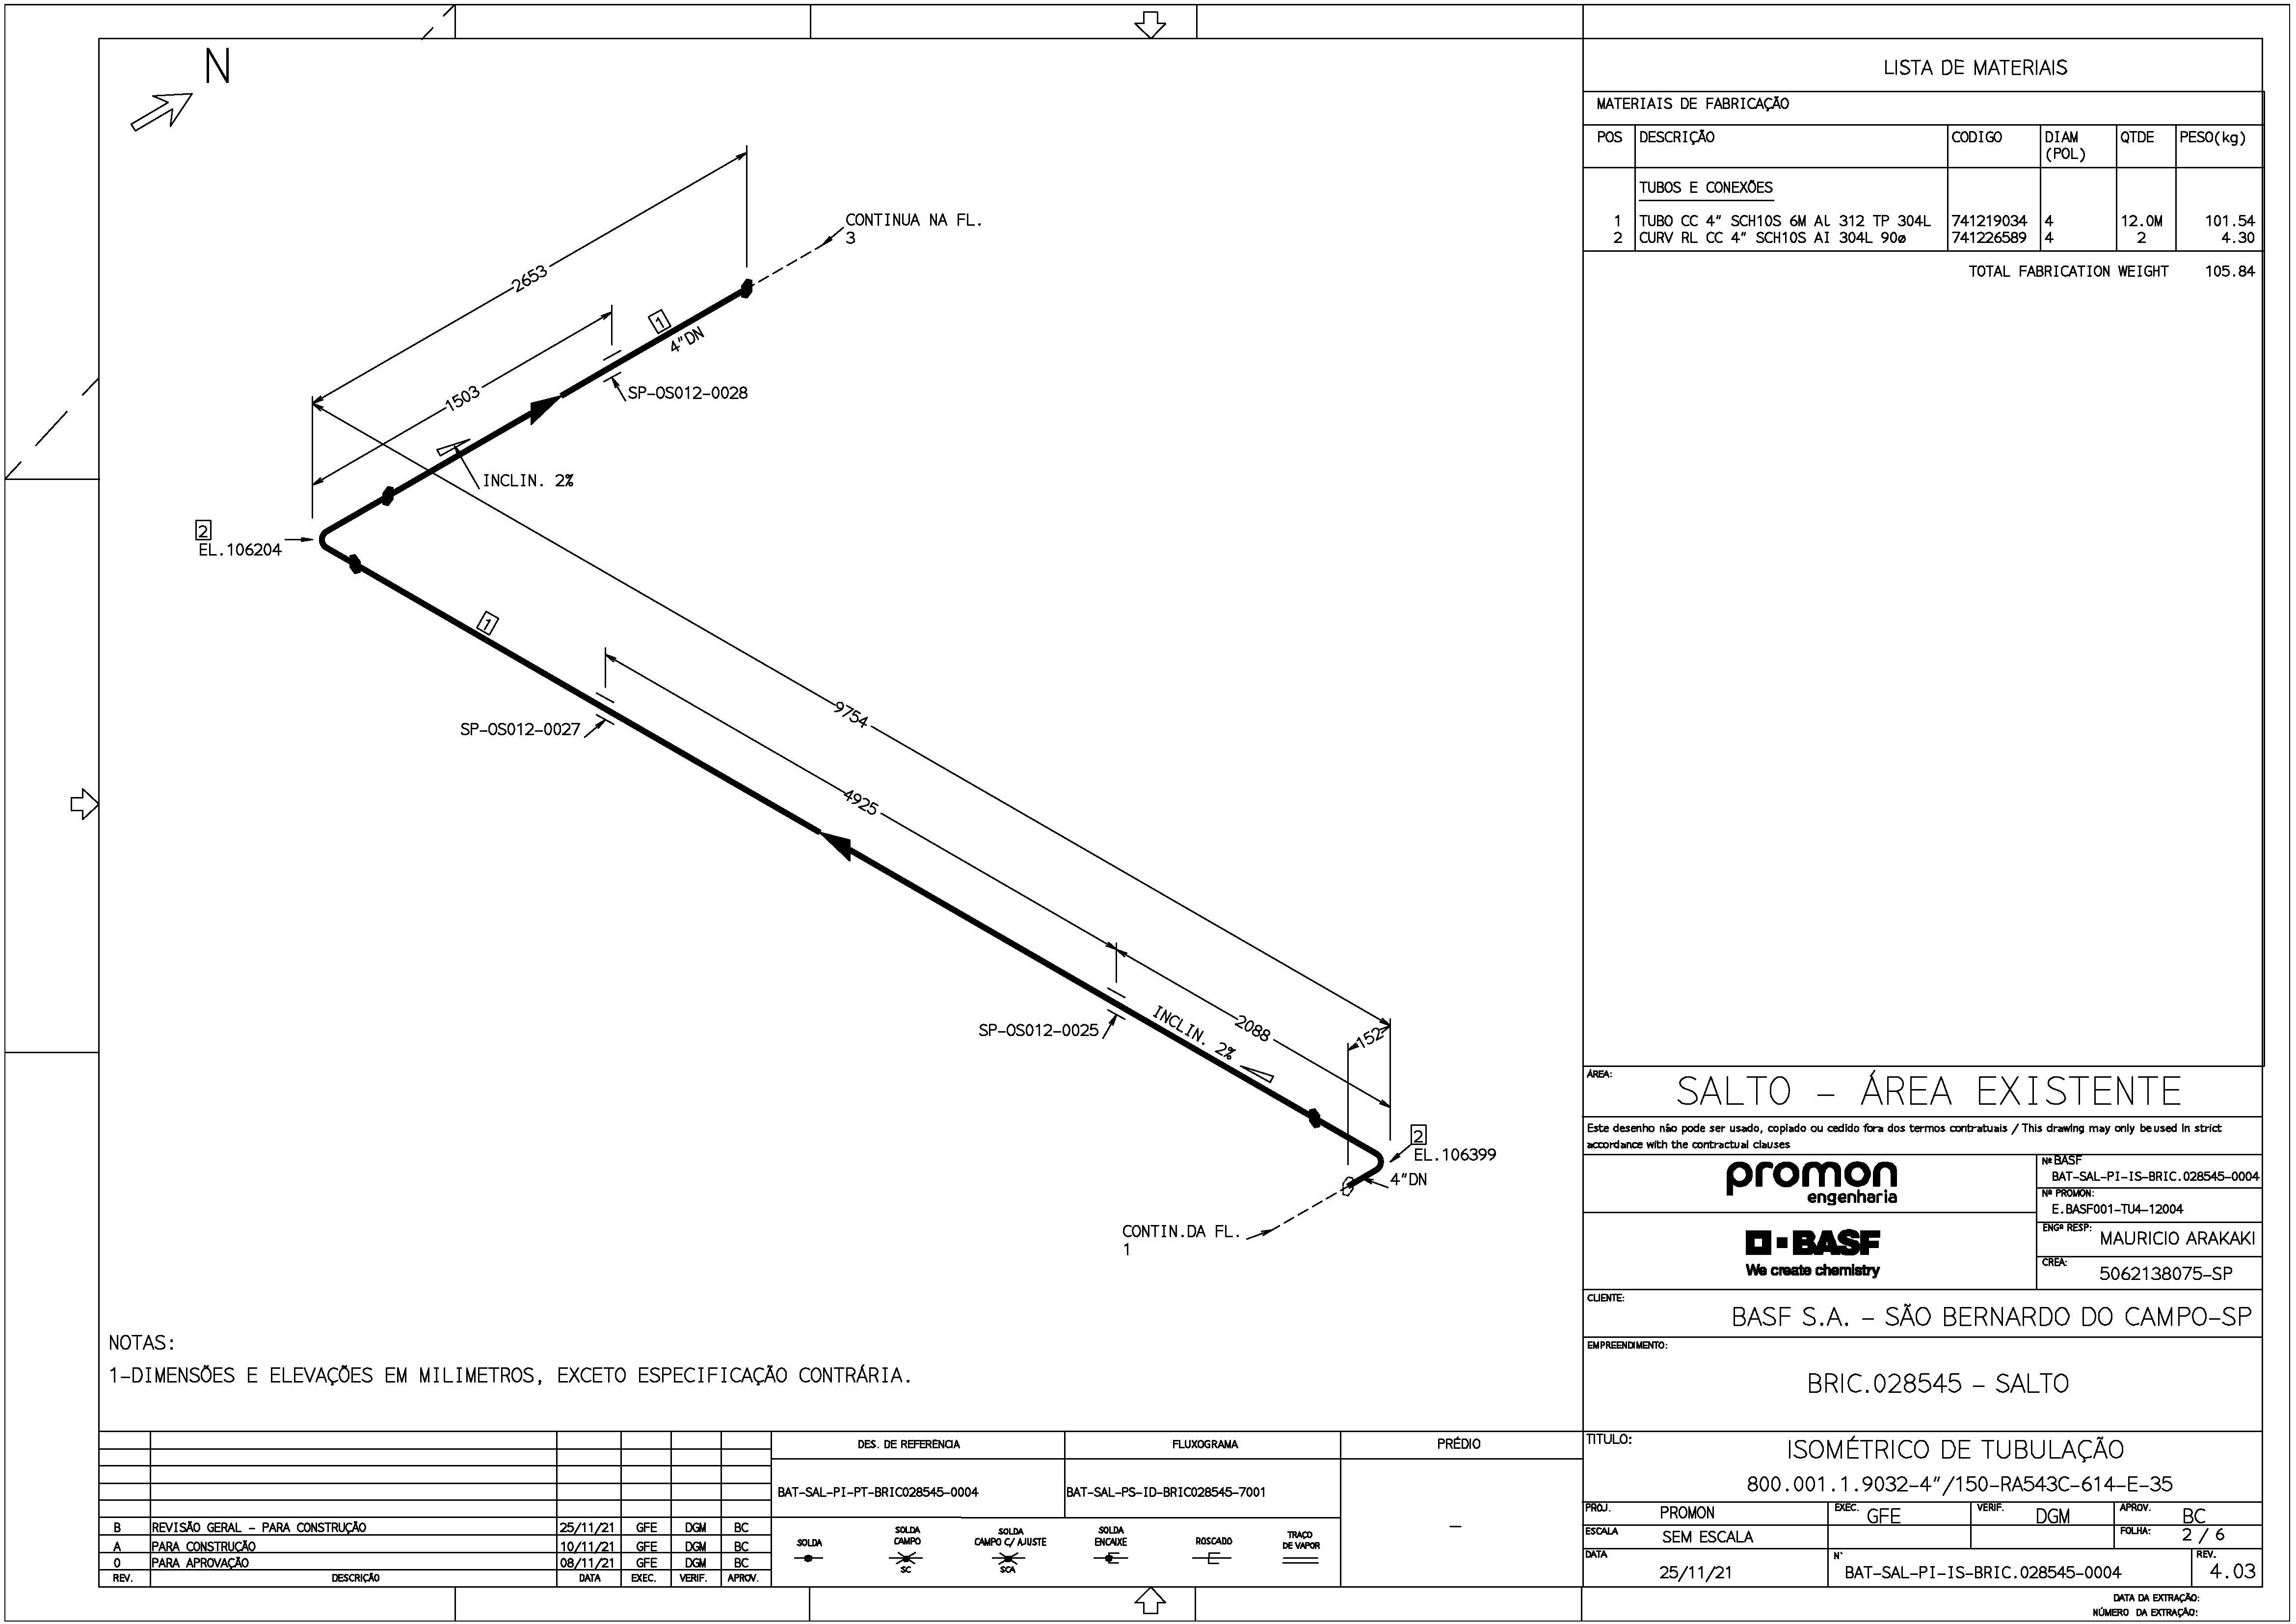 N
2653
CONTINUA NA FL.
3
1
4"DN
1503
SP-OS012-0028
INCLIN. 2%
2
EL.106204
1
9754
SP-OS012-0027
4925
SP-OS012-0025
INCLIN. 2%
2088
152
2
EL.106399
4"DN
CONTIN.DA FL.
1
NOTAS:
1-DIMENSÕES E ELEVAÇÕES EM MILIMETROS, EXCETO ESPECIFICAÇÃO CONTRÁRIA.
LISTA DE MATERIAIS
MATERIAIS DE FABRICAÇÃO
POS DESCRIÇÃO CODIGO DIAM (POL) QTDE PESO(kg)
TUBOS E CONEXÕES
1 TUBO CC 4" SCH10S 6M Al 312 TP 304L 741219034 4 12.0M 101.54
2 CURV RL CC 4" SCH10S AI 304L 90ø 741226589 4 2 4.30
TOTAL FABRICATION WEIGHT 105.84
ÁREA:
SALTO - ÁREA EXISTENTE
Este desenho não pode ser usado, copiado ou cedido fora dos termos contratuais / This drawing may only be used in strict
accordance with the contractual clauses
promon
engenharia
BASF
We create chemistry
Nº BASF
BAT-SAL-PI-IS-BRIC.028545-0004
Nº PROMON:
E.BASF001-TU4-12004
ENGº RESP:
MAURICIO ARAKAKI
CREA:
5062138075-SP
CLIENTE:
BASF S.A. - SÃO BERNARDO DO CAMPO-SP
EMPREENDIMENTO:
BRIC.028545 - SALTO
TITULO:
ISOMÉTRICO DE TUBULAÇÃO
800.001.1.9032-4"/150-RA543C-614-E-35
PROJ. PROMON EXEC. GFE VERIF. DGM APROV. BC
ESCALA SEM ESCALA FOLHA: 2 / 6
DATA 25/11/21 N° BAT-SAL-PI-IS-BRIC.028545-0004 REV. 4.03
DATA DA EXTRAÇÃO:
NÚMERO DA EXTRAÇÃO:
B REVISÃO GERAL - PARA CONSTRUÇÃO 25/11/21 GFE DGM BC
A PARA CONSTRUÇÃO 10/11/21 GFE DGM BC
0 PARA APROVAÇÃO 08/11/21 GFE DGM BC
REV. DESCRIÇÃO DATA EXEC. VERIF. APROV.
DES. DE REFERÊNCIA FLUXOGRAMA PRÉDIO
BAT-SAL-PI-PT-BRIC028545-0004 BAT-SAL-PS-ID-BRIC028545-7001 -
SOLDA
SOLDA CAMPO
SC
SOLDA CAMPO C/ AJUSTE
SCA
SOLDA ENCAIXE
ROSCADO
TRAÇO DE VAPOR